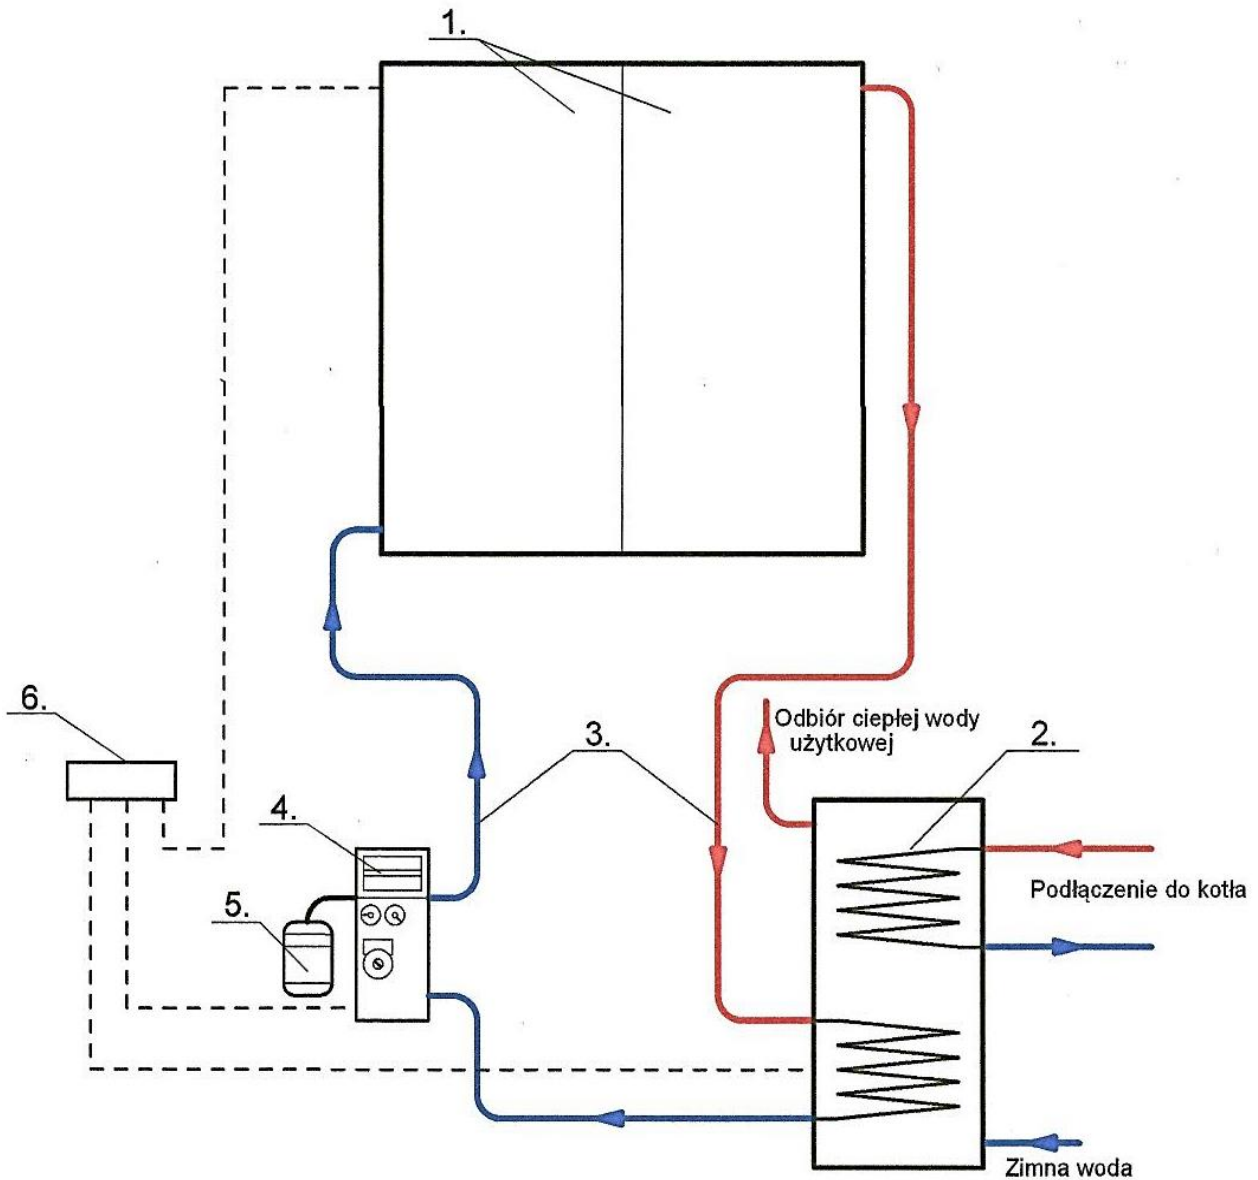 1.
6.
Odbiór ciepłej wody
użytkowej
3.
2.
4.
Podłączenie do kotła
5.
Zimna woda